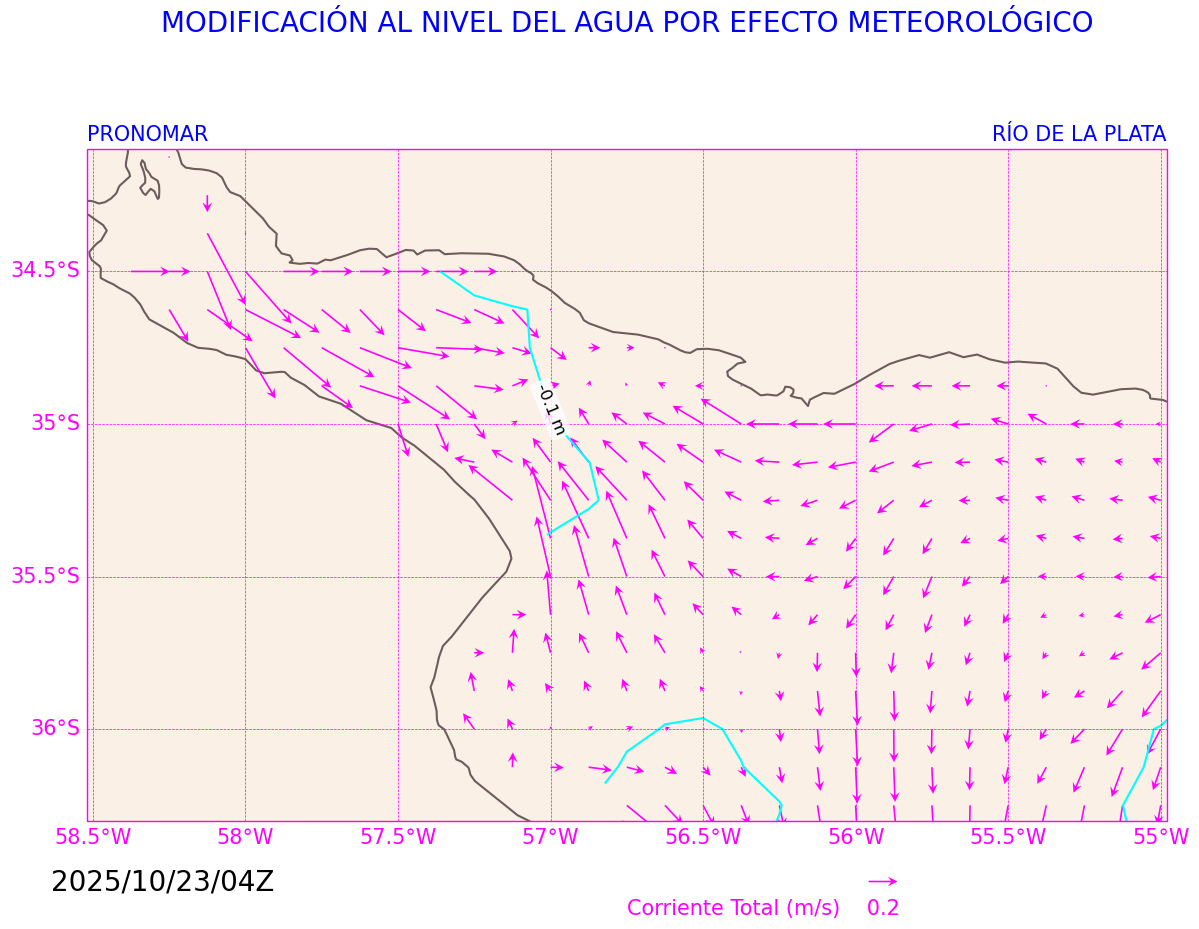 MODIFICACIÓN AL NIVEL DEL AGUA POR EFECTO METEOROLÓGICO
PRONOMAR RÍO DE LA PLATA
34.5°S
-0.1 m
35°S
35.5°S
36°S
58.5°W 58°W 57.5°W 57°W 56.5°W 56°W 55.5°W 55°W
2025/10/23/04Z
Corriente Total (m/s) 0.2